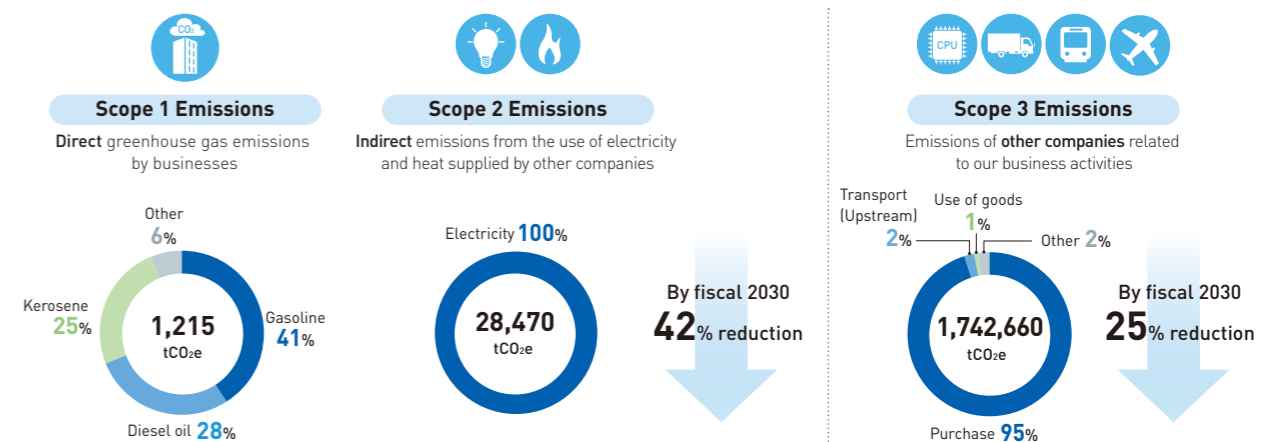 CO₂
Scope 1 Emissions
Direct greenhouse gas emissions
by businesses
Other
6%
Kerosene
25%
1,215
tCO₂e
Gasoline
41%
Diesel oil 28%
Scope 2 Emissions
Indirect emissions from the use of electricity
and heat supplied by other companies
Electricity 100%
28,470
tCO₂e
By fiscal 2030
42% reduction
CPU
Scope 3 Emissions
Emissions of other companies related
to our business activities
Transport
(Upstream)
2%
Use of goods
1%
Other 2%
1,742,660
tCO₂e
Purchase 95%
By fiscal 2030
25% reduction